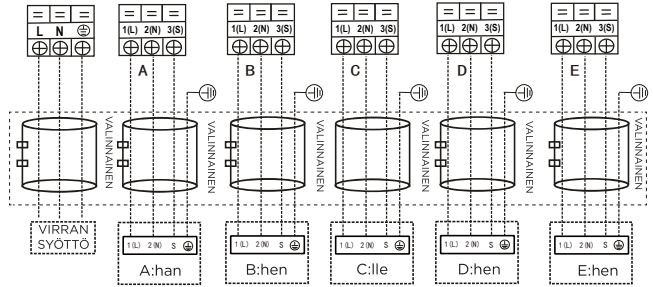 L N
1(L) 2(N) 3(S)
1(L) 2(N) 3(S)
1(L) 2(N) 3(S)
1(L) 2(N) 3(S)
1(L) 2(N) 3(S)
A
B
C
D
E
VALINNAINEN
VALINNAINEN
VALINNAINEN
VALINNAINEN
VALINNAINEN
VALINNAINEN
VIRRAN
SYÖTTÖ
1 (L) 2 (N) S
1 (L) 2 (N) S
1 (L) 2 (N) S
1 (L) 2 (N) S
1 (L) 2 (N) S
A:han
B:hen
C:lle
D:hen
E:hen